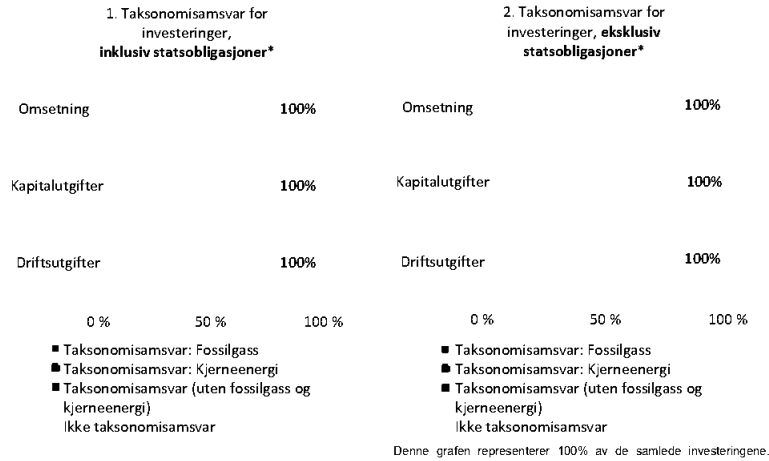 1. Taksonomisamsvar for
investeringer,
inklusiv statsobligasjoner*
Omsetning 100%
Kapitalutgifter 100%
Driftsutgifter 100%
0 % 50 % 100 %
Taksonomisamsvar: Fossilgass
Taksonomisamsvar: Kjerneenergi
Taksonomisamsvar (uten fossilgass og
kjerneenergi)
Ikke taksonomisamsvar
2. Taksonomisamsvar for
investeringer, eksklusiv
statsobligasjoner*
Omsetning 100%
Kapitalutgifter 100%
Driftsutgifter 100%
0 % 50 % 100 %
Taksonomisamsvar: Fossilgass
Taksonomisamsvar: Kjerneenergi
Taksonomisamsvar (uten fossilgass og
kjerneenergi)
Ikke taksonomisamsvar
Denne grafen representerer 100% av de samlede investeringene.